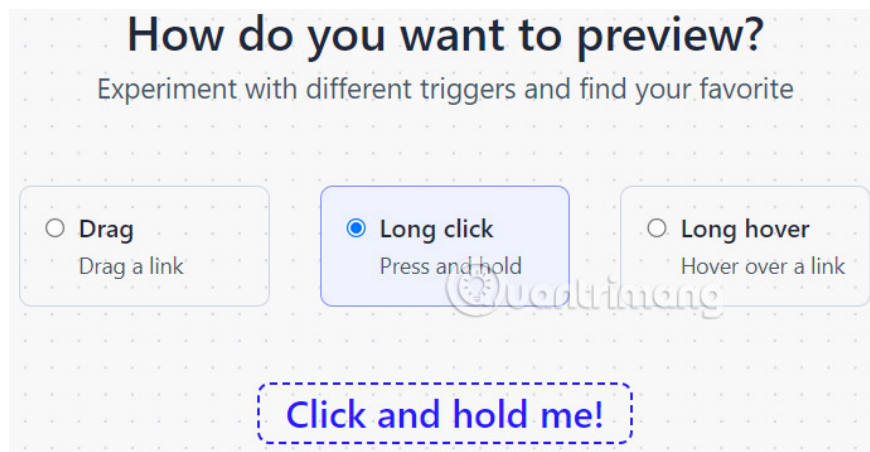 How do you want to preview?
Experiment with different triggers and find your favorite
Drag
Drag a link
Long click
Press and hold
Long hover
Hover over a link
Quantrimang
Click and hold me!